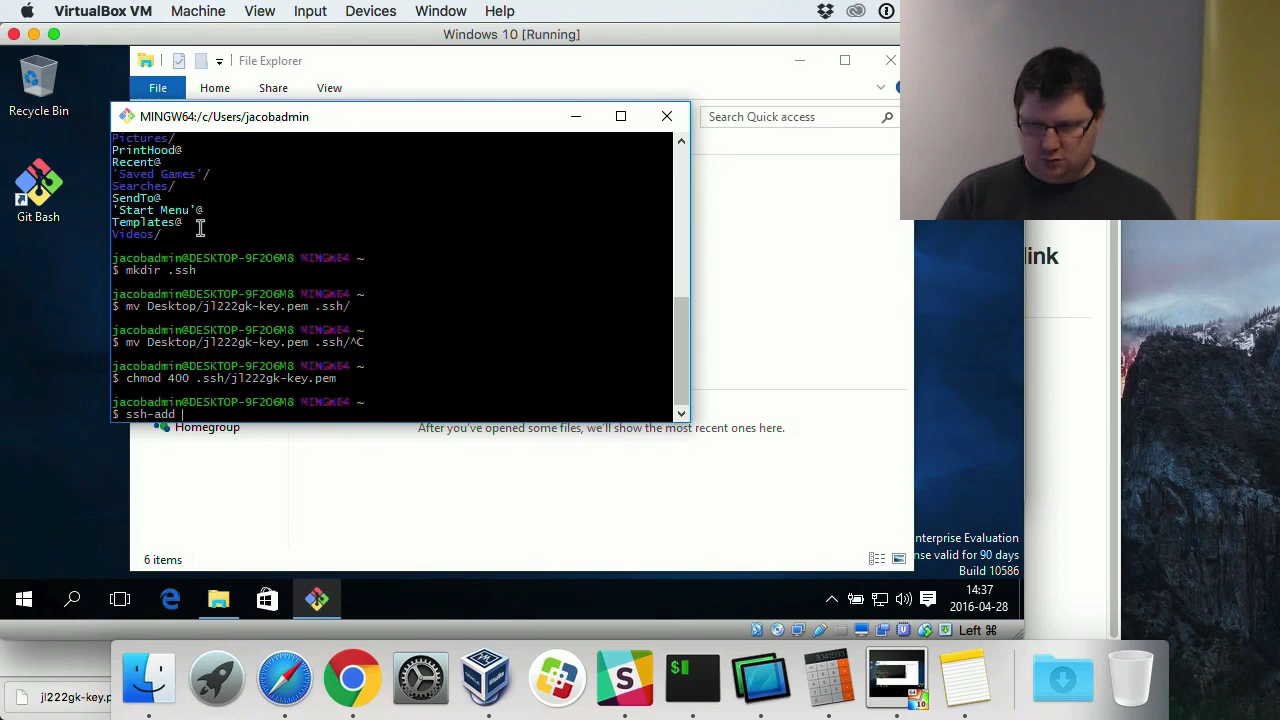 VirtualBox VM Machine View Input Devices Window Help
Windows 10 [Running]
File Explorer
Recycle Bin
File Home Share View
MINGW64:/c/Users/jacobadmin
Search Quick access
Pictures/
PrintHood@
Recent@
'Saved Games'/
Searches/
SendTo@
'Start Menu'@
Templates@
Videos/
Git Bash
link
jacobadmin@DESKTOP-9F2O6M8 MINGW64 ~
$ mkdir .ssh
jacobadmin@DESKTOP-9F2O6M8 MINGW64 ~
$ mv Desktop/jl222gk-key.pem .ssh/
jacobadmin@DESKTOP-9F2O6M8 MINGW64 ~
$ mv Desktop/jl222gk-key.pem .ssh/^C
jacobadmin@DESKTOP-9F2O6M8 MINGW64 ~
$ chmod 400 .ssh/jl222gk-key.pem
jacobadmin@DESKTOP-9F2O6M8 MINGW64 ~
$ ssh-add
Homegroup
After you've opened some files, we'll show the most recent ones here.
6 items
nterprise Evaluation
nse valid for 90 days
Build 10586
14:37
2016-04-28
Left ⌘
jl222gk-key.p